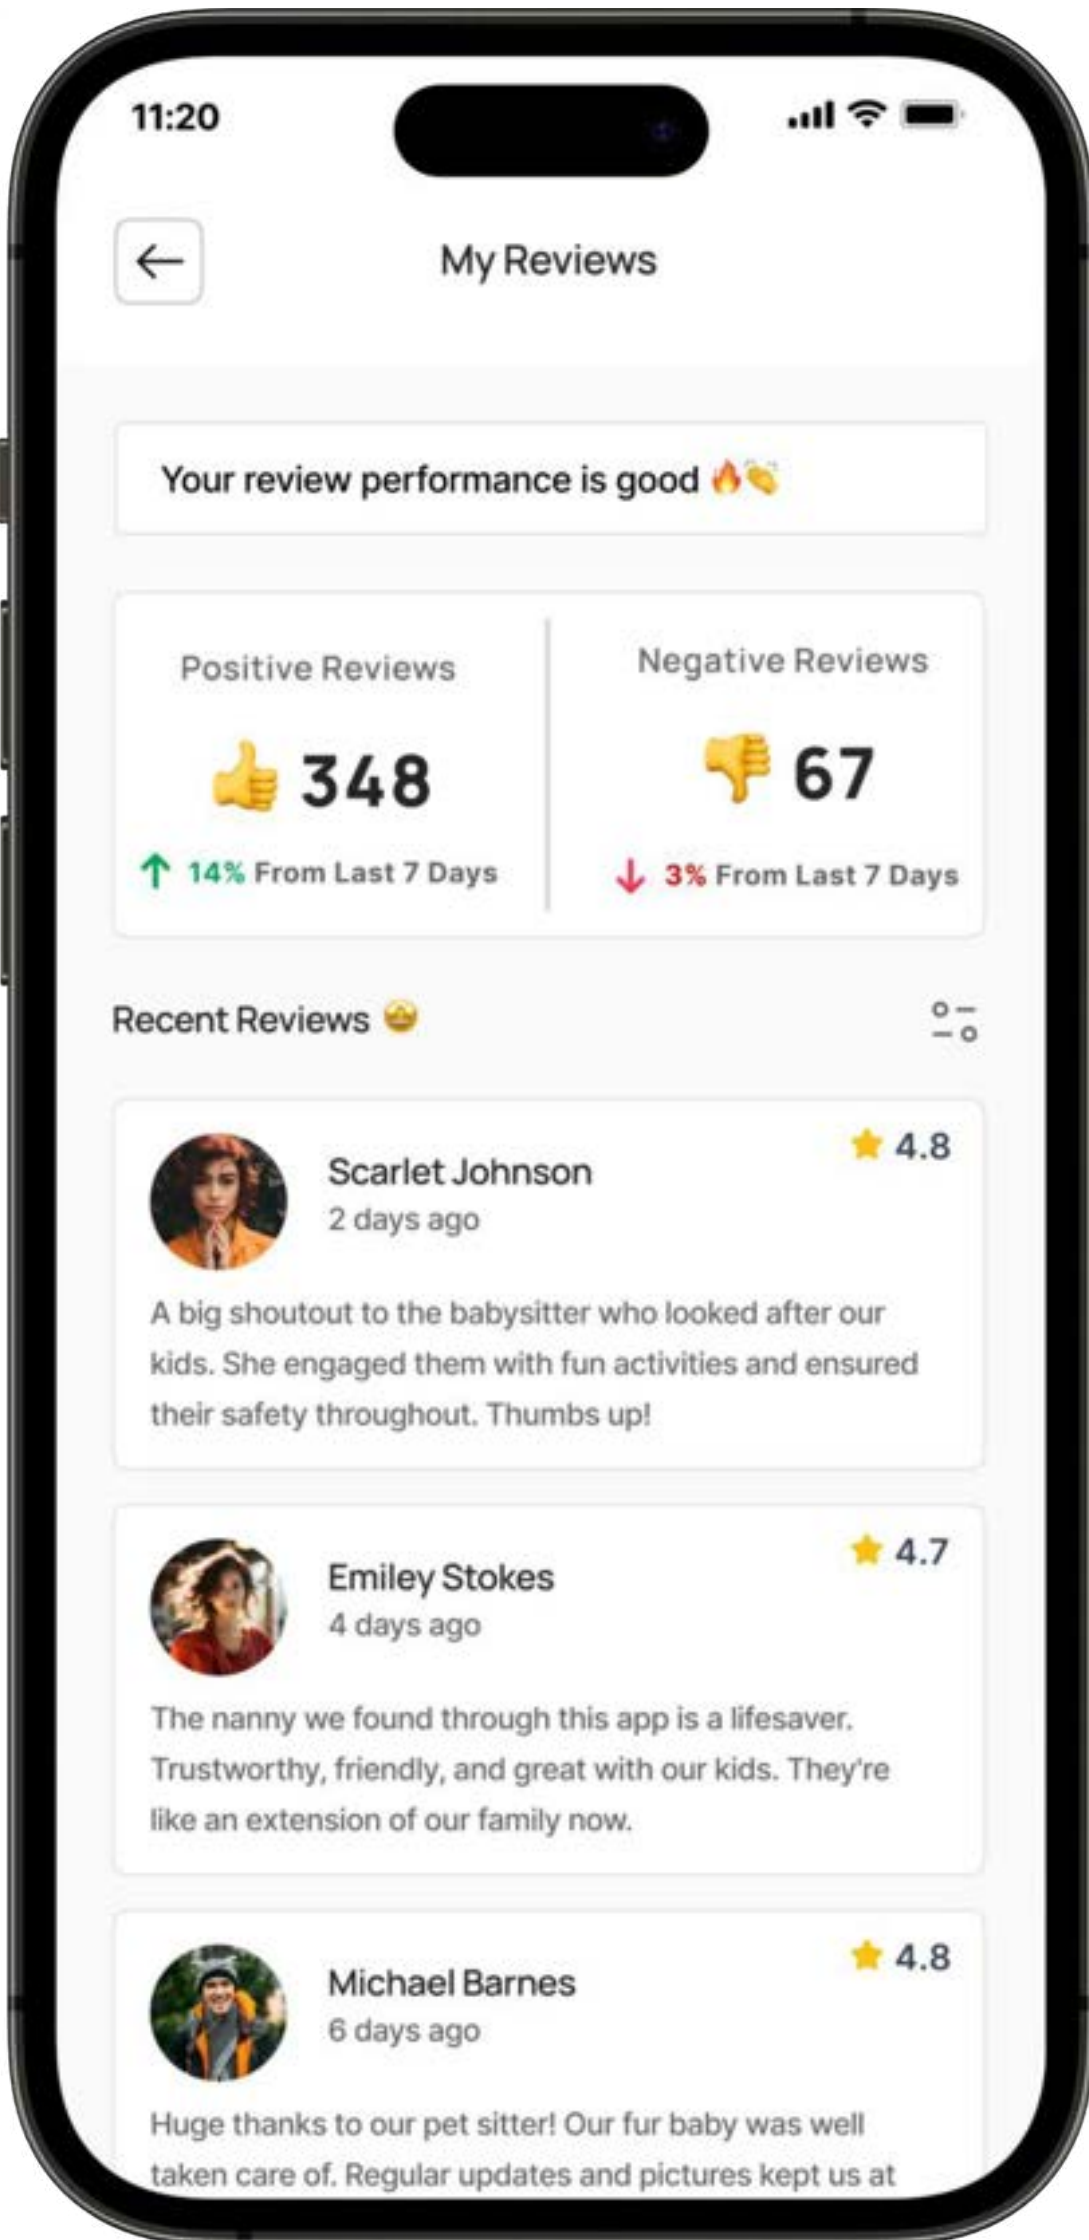 11:20
My Reviews
Your review performance is good 🔥👏
Positive Reviews
👍 348
↑ 14% From Last 7 Days
Negative Reviews
👎 67
↓ 3% From Last 7 Days
Recent Reviews 🤩
Scarlet Johnson
⭐ 4.8
2 days ago
A big shoutout to the babysitter who looked after our
kids. She engaged them with fun activities and ensured
their safety throughout. Thumbs up!
Emiley Stokes
⭐ 4.7
4 days ago
The nanny we found through this app is a lifesaver.
Trustworthy, friendly, and great with our kids. They're
like an extension of our family now.
Michael Barnes
⭐ 4.8
6 days ago
Huge thanks to our pet sitter! Our fur baby was well
taken care of. Regular updates and pictures kept us at